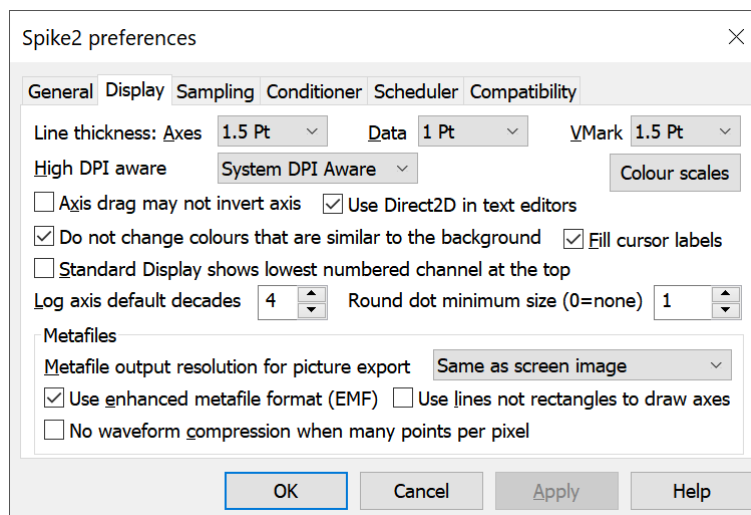 Spike2 preferences
General Display Sampling Conditioner Scheduler Compatibility
Line thickness: Axes 1.5 Pt Data 1 Pt VMark 1.5 Pt
High DPI aware System DPI Aware Colour scales
Axis drag may not invert axis Use Direct2D in text editors
Do not change colours that are similar to the background Fill cursor labels
Standard Display shows lowest numbered channel at the top
Log axis default decades 4 Round dot minimum size (0=none) 1
Metafiles
Metafile output resolution for picture export Same as screen image
Use enhanced metafile format (EMF) Use lines not rectangles to draw axes
No waveform compression when many points per pixel
OK Cancel Apply Help